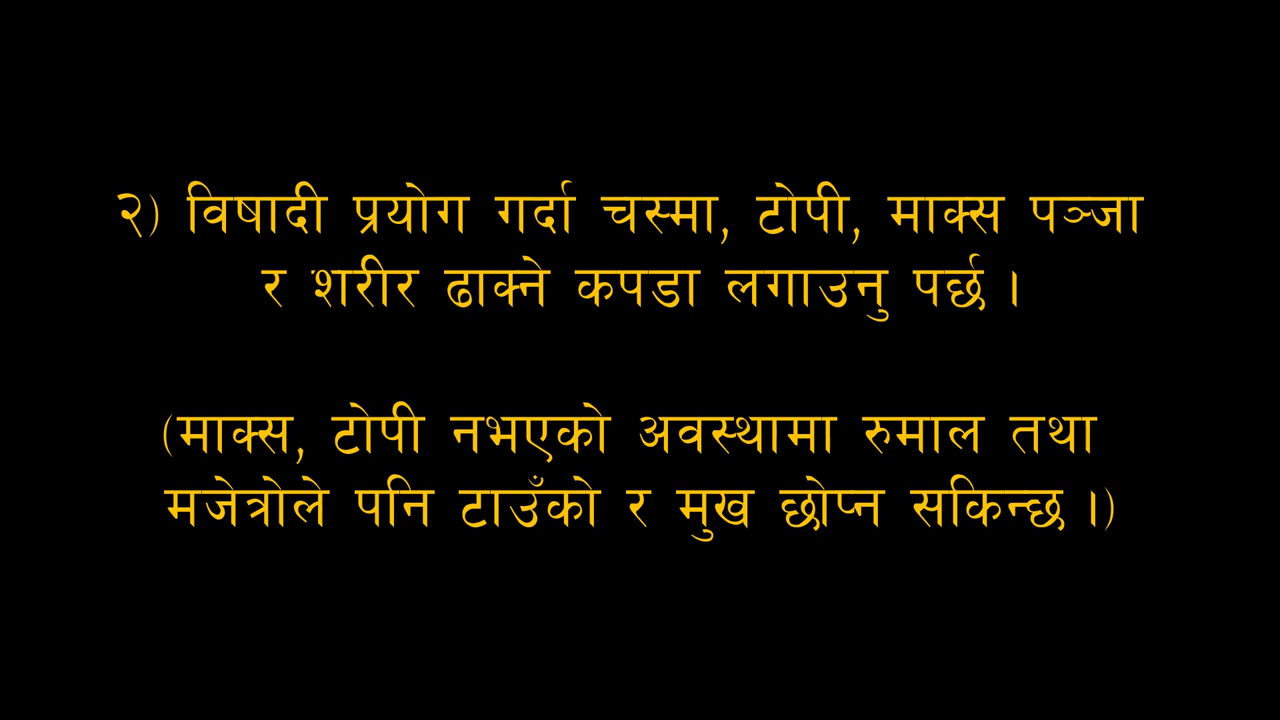 २) विषादी प्रयोग गर्दा चस्मा, टोपी, माक्स पञ्जा
र शरीर ढाक्ने कपडा लगाउनु पर्छ ।
(माक्स, टोपी नभएको अवस्थामा रुमाल तथा
मजेत्रोले पनि टाउँको र मुख छोप्न सकिन्छ ।)